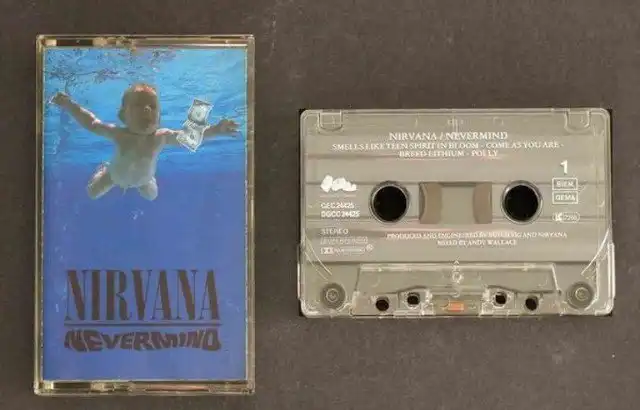 NIRVANA
NEVERMIND
NIRVANA / NEVERMIND
SMELLS LIKE TEEN SPIRIT IN BLOOM - COME AS YOU ARE -
BREED LITHIUM - POLLY
1
BIEM
GEMA
GEC 24425
DGCC 24425
STEREO
PRODUCED AND ENGINEERED BY BUTCH VIG AND NIRVANA
MIXED BY ANDY WALLACE